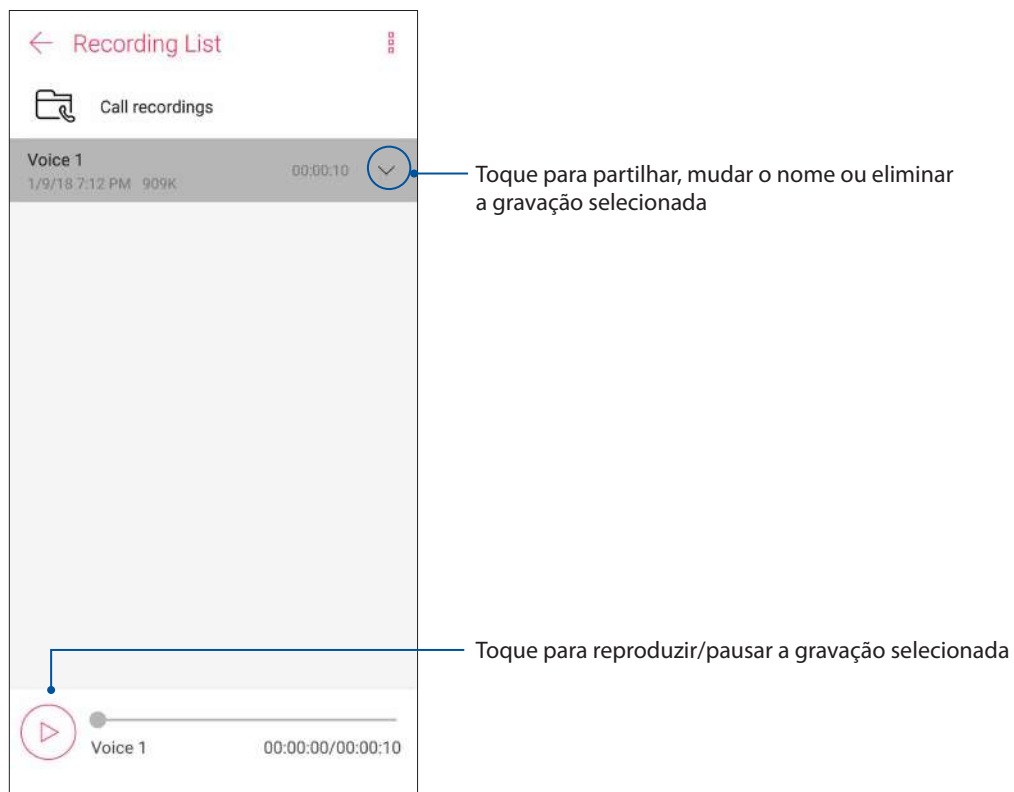 Recording List
Call recordings
Voice 1
00:00:10
1/9/18 7:12 PM 909K
Toque para partilhar, mudar o nome ou eliminar
a gravação selecionada
Toque para reproduzir/pausar a gravação selecionada
Voice 1
00:00:00/00:00:10